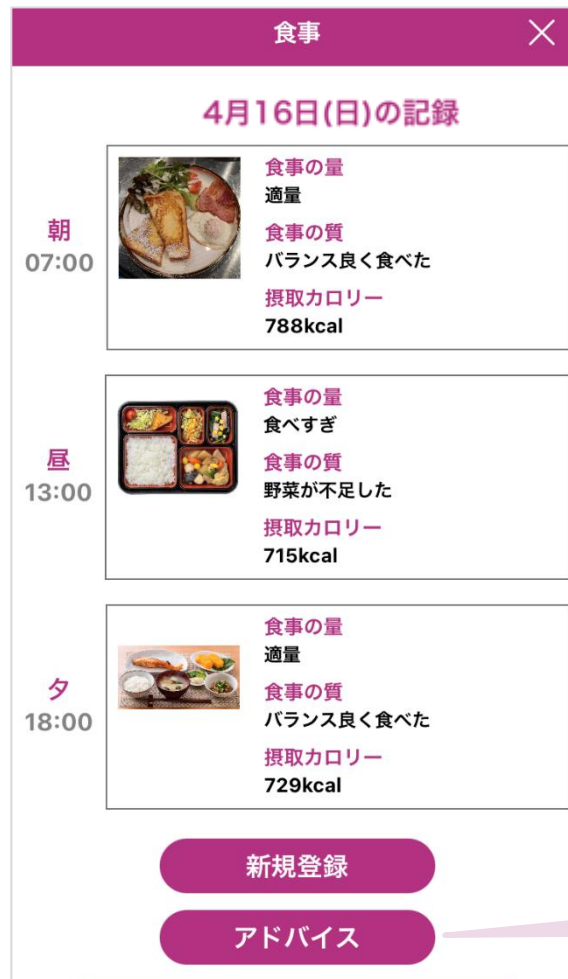 食事
4月16日(日)の記録
朝
07:00
食事の量
適量
食事の質
バランス良く食べた
摂取カロリー
788kcal
昼
13:00
食事の量
食べすぎ
食事の質
野菜が不足した
摂取カロリー
715kcal
夕
18:00
食事の量
適量
食事の質
バランス良く食べた
摂取カロリー
729kcal
新規登録
アドバイス